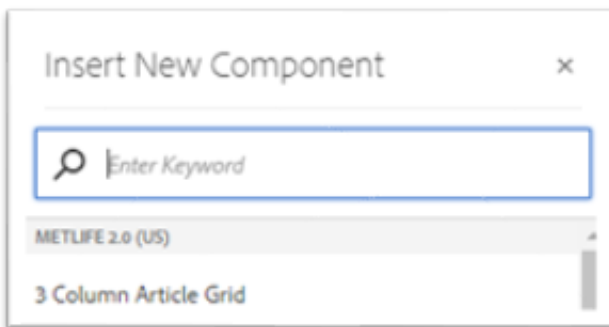 Insert New Component ×
Enter Keyword
METLIFE 2.0 (US)
3 Column Article Grid